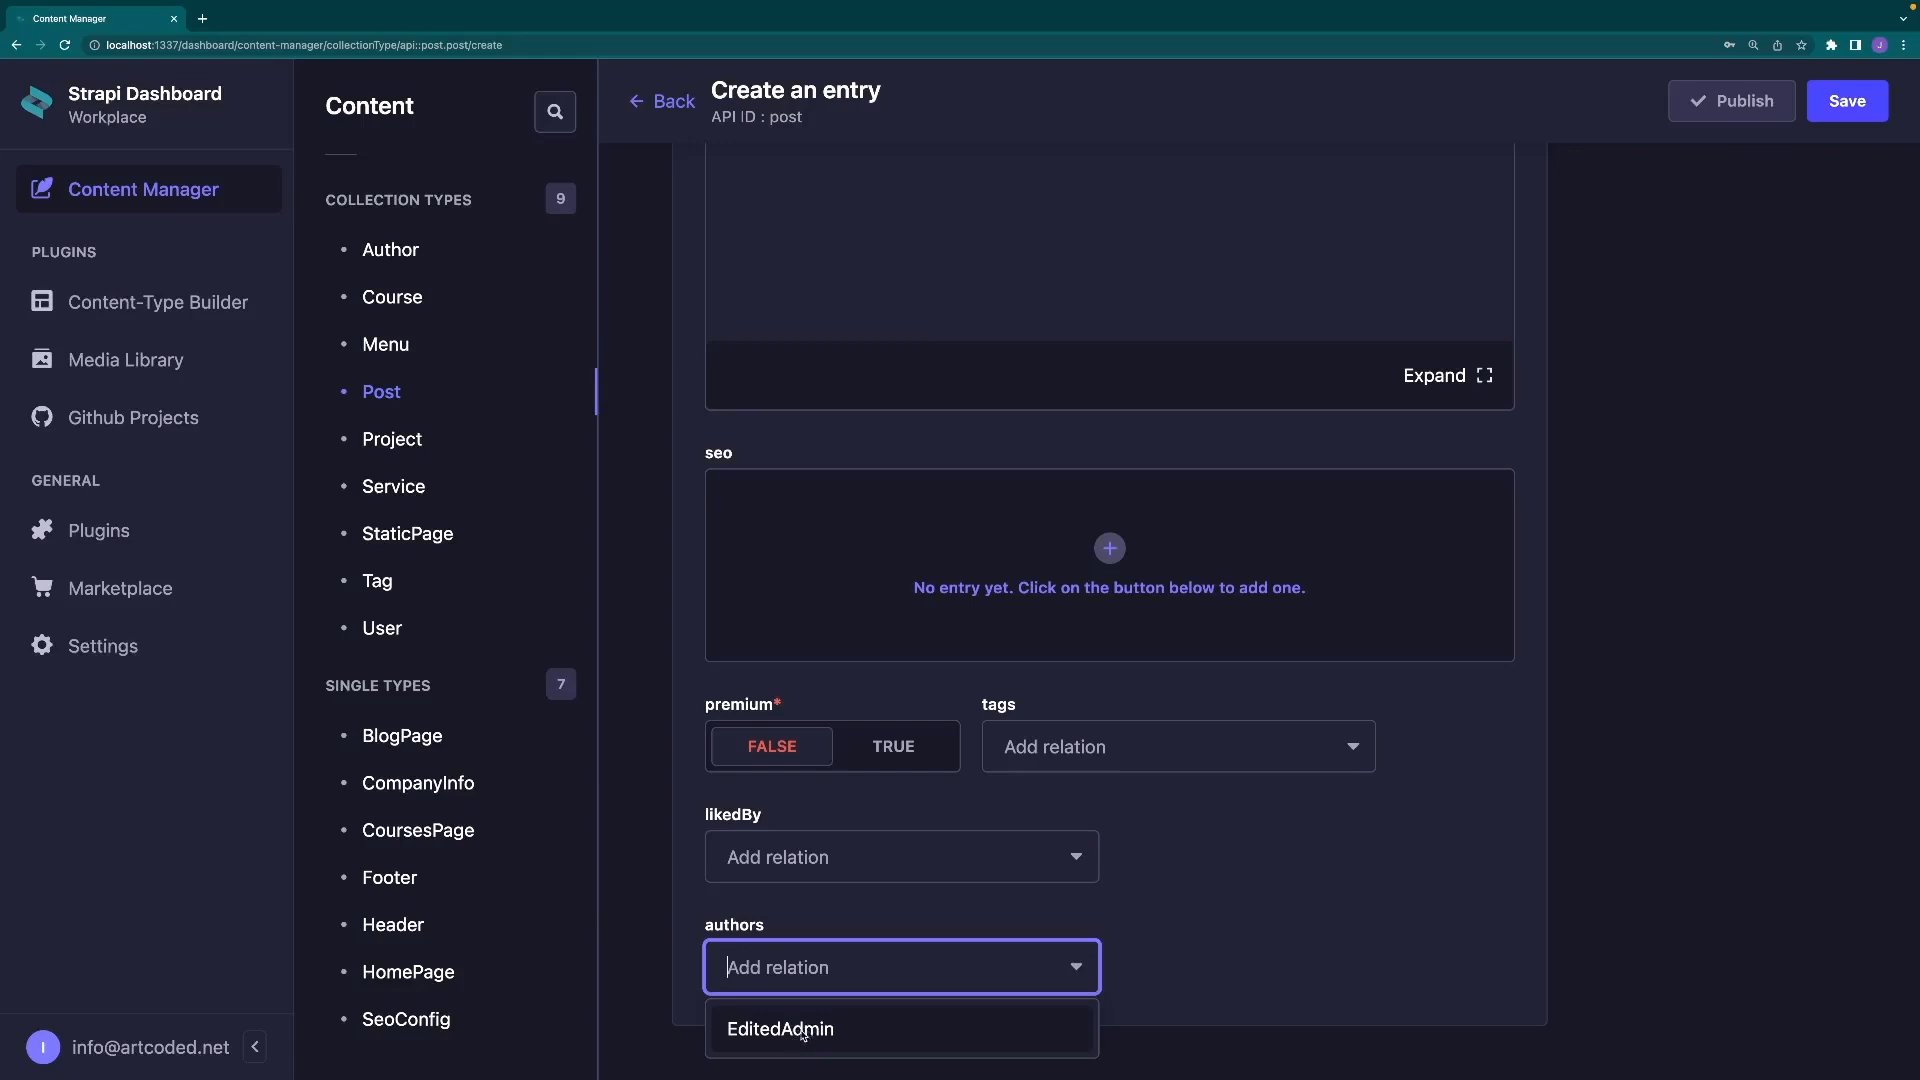 Content Manager
localhost:1337/dashboard/content-manager/collectionType/api::post.post/create
J
Strapi Dashboard
Workplace
Content Manager
PLUGINS
Content-Type Builder
Media Library
Github Projects
GENERAL
Plugins
Marketplace
Settings
I
info@artcoded.net
Content
COLLECTION TYPES
9
Author
Course
Menu
Post
Project
Service
StaticPage
Tag
User
SINGLE TYPES
7
BlogPage
CompanyInfo
CoursesPage
Footer
Header
HomePage
SeoConfig
Back
Create an entry
API ID : post
Publish
Save
Expand
seo
No entry yet. Click on the button below to add one.
premium*
FALSE
TRUE
tags
Add relation
likedBy
Add relation
authors
Add relation
EditedAdmin